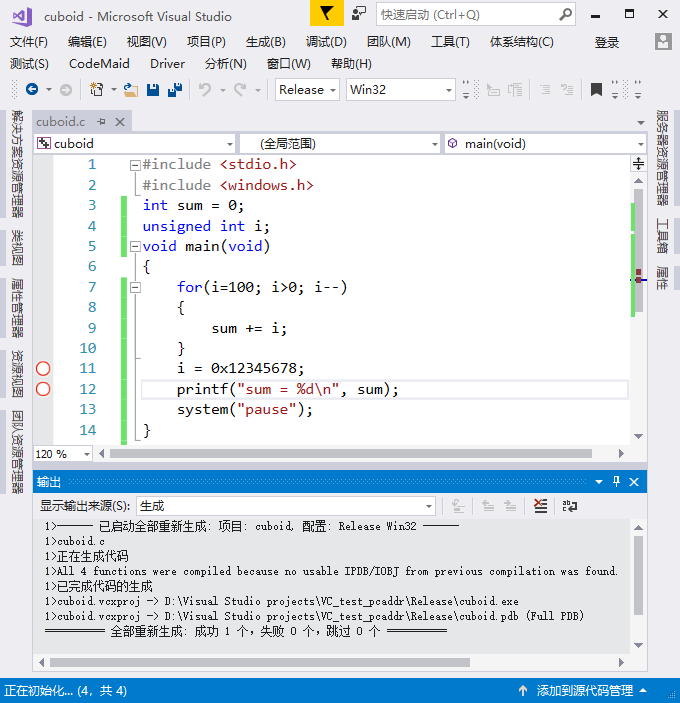 cuboid - Microsoft Visual Studio
快速启动 (Ctrl+Q)
文件(F) 编辑(E) 视图(V) 项目(P) 生成(B) 调试(D) 团队(M) 工具(T) 体系结构(C) 登录
测试(S) CodeMaid Driver 分析(N) 窗口(W) 帮助(H)
Release Win32
解决方案资源管理器
类视图
属性管理器
资源视图
团队资源管理器
cuboid.c
cuboid (全局范围) main(void)
1 #include <stdio.h>
2 #include <windows.h>
3 int sum = 0;
4 unsigned int i;
5 void main(void)
6 {
7 for(i=100; i>0; i--)
8 {
9 sum += i;
10 }
11 i = 0x12345678;
12 printf("sum = %d\n", sum);
13 system("pause");
14 }
120 %
服务器资源管理器
工具箱
属性
输出
显示输出来源(S): 生成
1>------ 已启动全部重新生成: 项目: cuboid, 配置: Release Win32 ------
1>cuboid.c
1>正在生成代码
1>All 4 functions were compiled because no usable IPDB/IOBJ from previous compilation was found.
1>已完成代码的生成
1>cuboid.vcxproj -> D:\Visual Studio projects\VC_test_pcaddr\Release\cuboid.exe
1>cuboid.vcxproj -> D:\Visual Studio projects\VC_test_pcaddr\Release\cuboid.pdb (Full PDB)
========== 全部重新生成: 成功 1 个，失败 0 个，跳过 0 个 ==========
正在初始化... (4，共 4) 添加到源代码管理